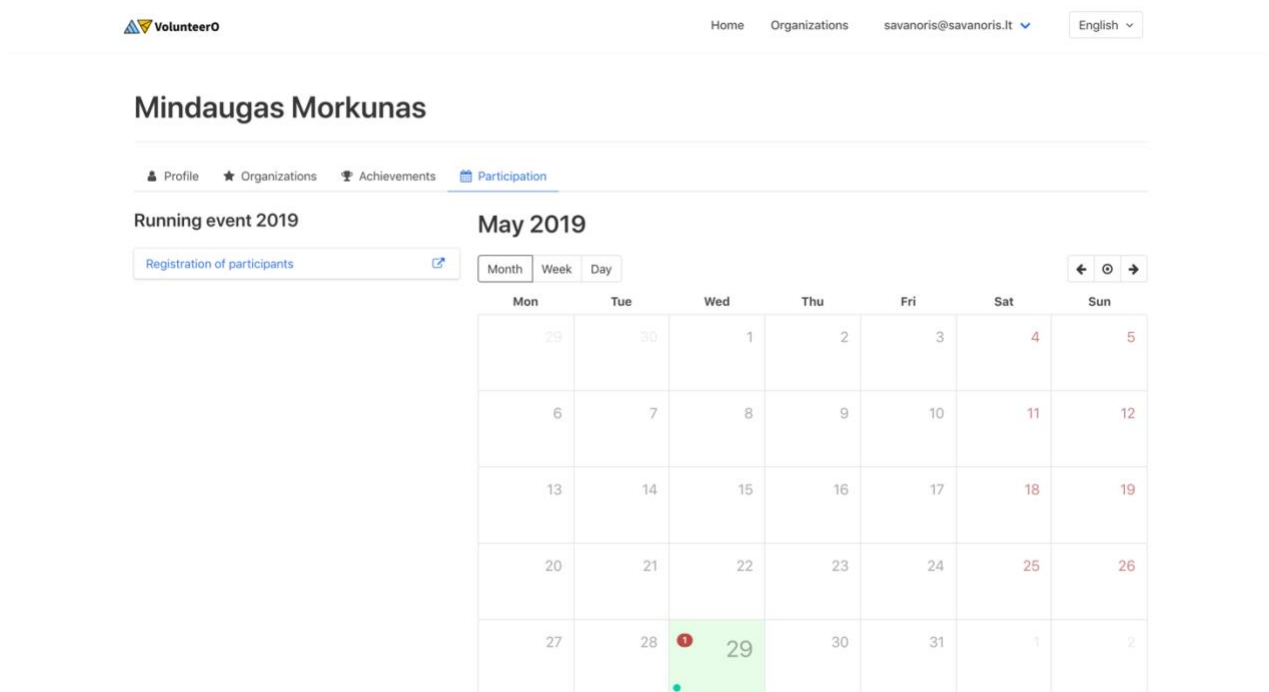 VolunteerO
Home Organizations savanoris@savanoris.lt English
Mindaugas Morkunas
Profile Organizations Achievements Participation
Running event 2019
Registration of participants
May 2019
Month Week Day
Mon Tue Wed Thu Fri Sat Sun
29 30 1 2 3 4 5
6 7 8 9 10 11 12
13 14 15 16 17 18 19
20 21 22 23 24 25 26
27 28 1 29 30 31 1 2